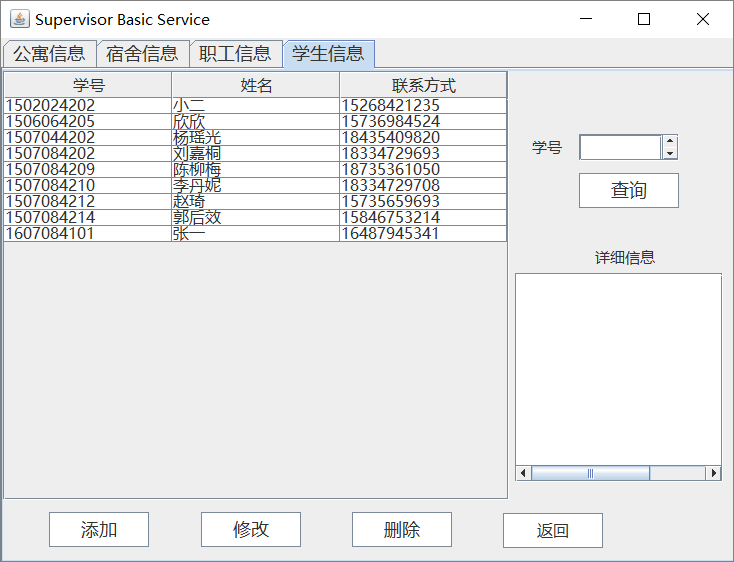 Supervisor Basic Service
公寓信息 宿舍信息 职工信息 学生信息
学号 姓名 联系方式
1502024202 小二 15268421235
1506064205 欣欣 15736984524
1507044202 杨瑶光 18435409820
1507084202 刘嘉桐 18334729693
1507084209 陈柳梅 18735361050
1507084210 李丹妮 18334729708
1507084212 赵琦 15735659693
1507084214 郭后效 15846753214
1607084101 张一 16487945341
学号
查询
详细信息
添加 修改 删除 返回